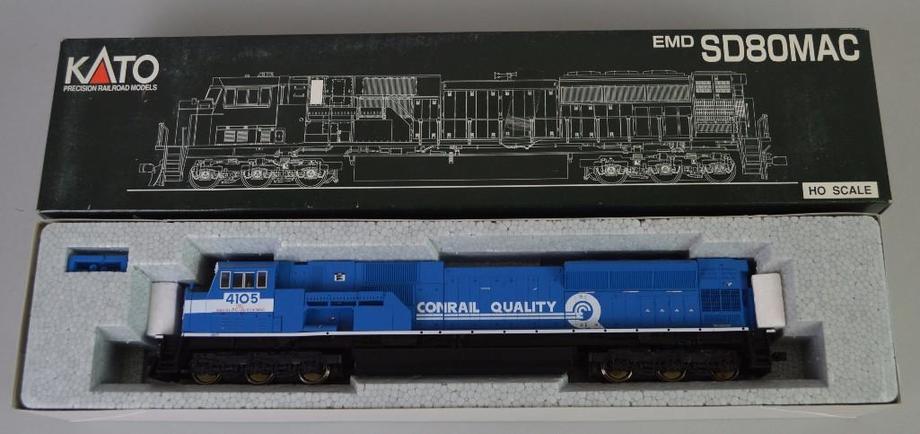 KATO
PRECISION RAILROAD MODELS
EMD SD80MAC
HO SCALE
4105
CONRAIL QUALITY